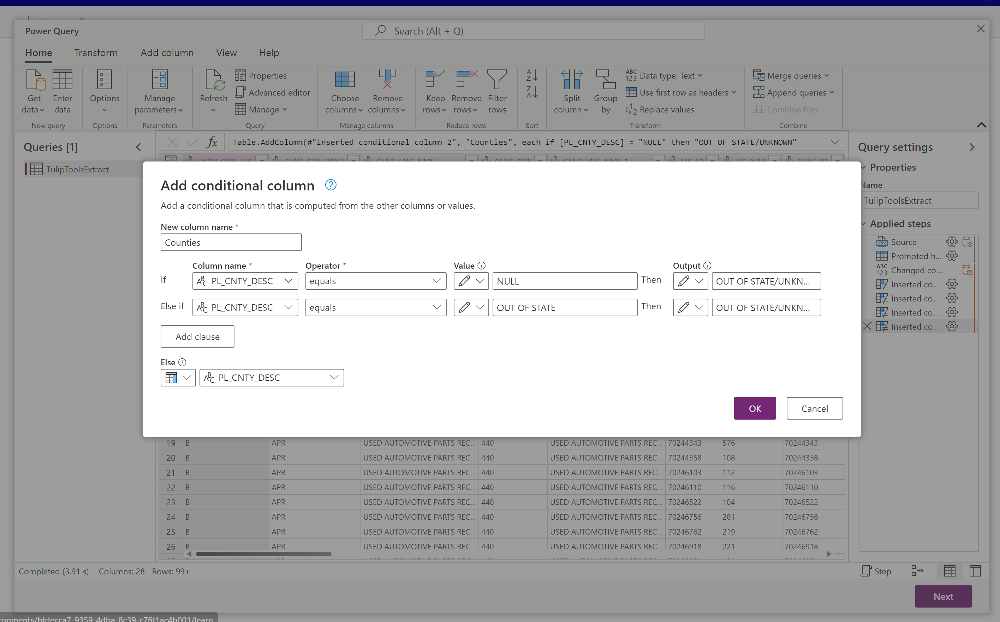 Power Query
Search (Alt + Q)
Home Transform Add column View Help
Get data
Enter data
New query
Options
Options
Manage parameters
Parameters
Refresh
Properties
Advanced editor
Manage
Query
Choose columns
Remove columns
Manage columns
Keep rows
Remove rows
Filter rows
Reduce rows
Sort
Split column
Group by
Data type: Text
Use first row as headers
Replace values
Transform
Merge queries
Append queries
Combine files
Combine
Queries [1]
TulipToolsExtract
fx
Table.AddColumn(#"Inserted conditional column 2", "Counties", each if [PL_CNTY_DESC] = "NULL" then "OUT OF STATE/UNKNOWN"
Query settings
Properties
Name
TulipToolsExtract
Applied steps
Source
Promoted h...
Changed co...
Inserted co...
Inserted co...
Inserted co...
Inserted co...
Add conditional column
Add a conditional column that is computed from the other columns or values.
New column name *
Counties
Column name * Operator * Value Output
If PL_CNTY_DESC equals NULL Then OUT OF STATE/UNKN...
Else if PL_CNTY_DESC equals OUT OF STATE Then OUT OF STATE/UNKN...
Add clause
Else
PL_CNTY_DESC
OK Cancel
19 B APR USED AUTOMOTIVE PARTS REC... 440 USED AUTOMOTIVE PARTS REC... 70244343 576 70244343
20 B APR USED AUTOMOTIVE PARTS REC... 440 USED AUTOMOTIVE PARTS REC... 70244358 108 70244358
21 B APR USED AUTOMOTIVE PARTS REC... 440 USED AUTOMOTIVE PARTS REC... 70246103 112 70246103
22 B APR USED AUTOMOTIVE PARTS REC... 440 USED AUTOMOTIVE PARTS REC... 70246110 116 70246110
23 B APR USED AUTOMOTIVE PARTS REC... 440 USED AUTOMOTIVE PARTS REC... 70246522 104 70246522
24 B APR USED AUTOMOTIVE PARTS REC... 440 USED AUTOMOTIVE PARTS REC... 70246756 281 70246756
25 B APR USED AUTOMOTIVE PARTS REC... 440 USED AUTOMOTIVE PARTS REC... 70246762 219 70246762
26 B APR USED AUTOMOTIVE PARTS REC... 440 USED AUTOMOTIVE PARTS REC... 70246918 221 70246918
Completed (3.91 s) Columns: 28 Rows: 99+
Step
Next
ronments/bfdecca7-9359-4dba-8c39-c76f1ac4b001/learn